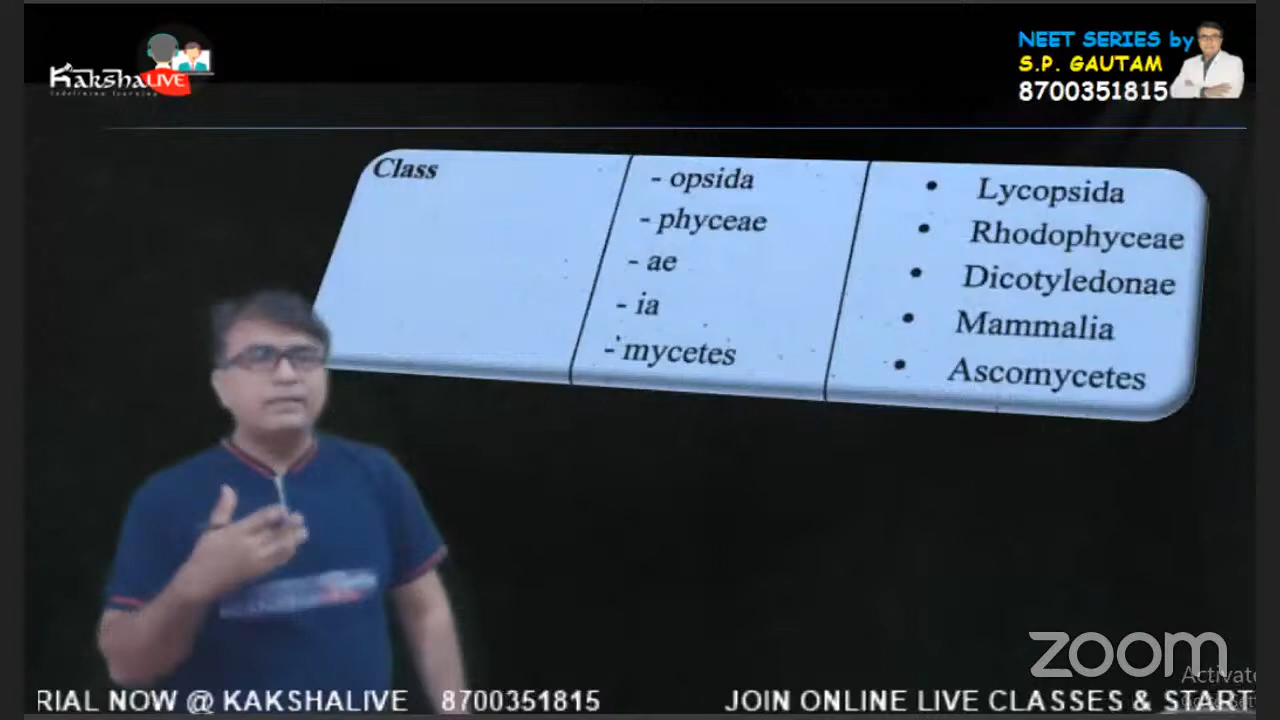 KakshaLIVE
NEET SERIES by
S.P. GAUTAM
8700351815
Class
- opsida
- phyceae
- ae
- ia
- mycetes
• Lycopsida
• Rhodophyceae
• Dicotyledonae
• Mammalia
• Ascomycetes
zoom
Activate
RIAL NOW @ KAKSHALIVE 8700351815 JOIN ONLINE LIVE CLASSES & START